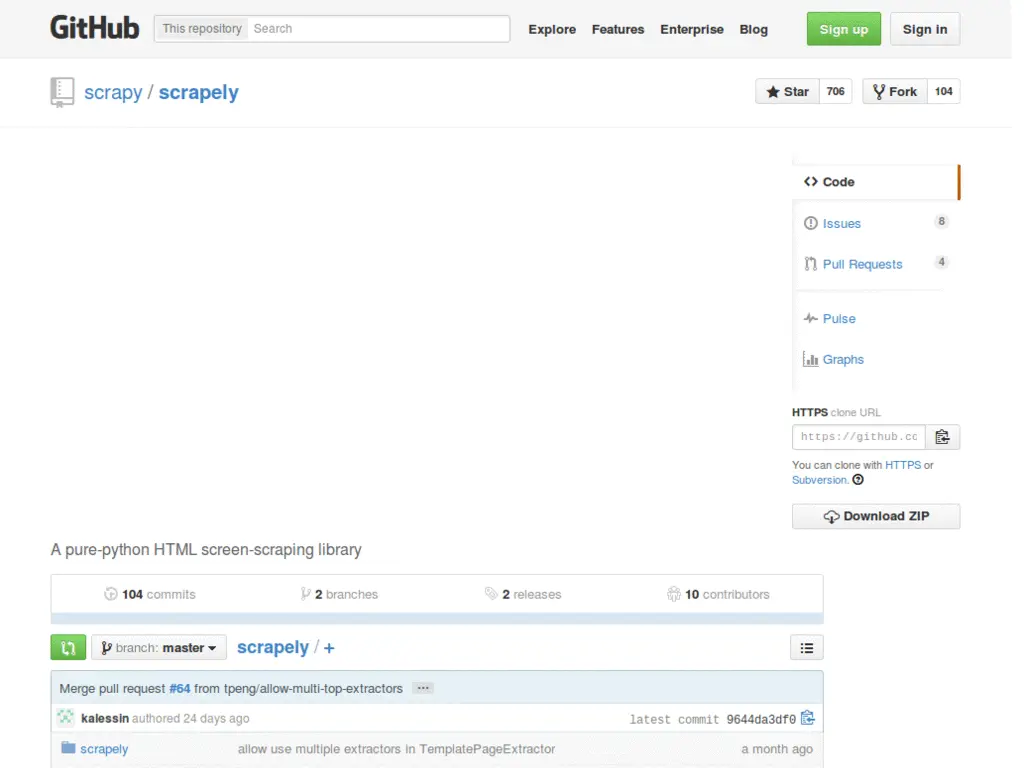 GitHub This repository Search Explore Features Enterprise Blog Sign up Sign in
scrapy / scrapely Star 706 Fork 104
Code
Issues 8
Pull Requests 4
Pulse
Graphs
HTTPS clone URL
https://github.cc
You can clone with HTTPS or
Subversion.
Download ZIP
A pure-python HTML screen-scraping library
104 commits 2 branches 2 releases 10 contributors
branch: master scrapely / +
Merge pull request #64 from tpeng/allow-multi-top-extractors ...
kalessin authored 24 days ago latest commit 9644da3df0
scrapely allow use multiple extractors in TemplatePageExtractor a month ago